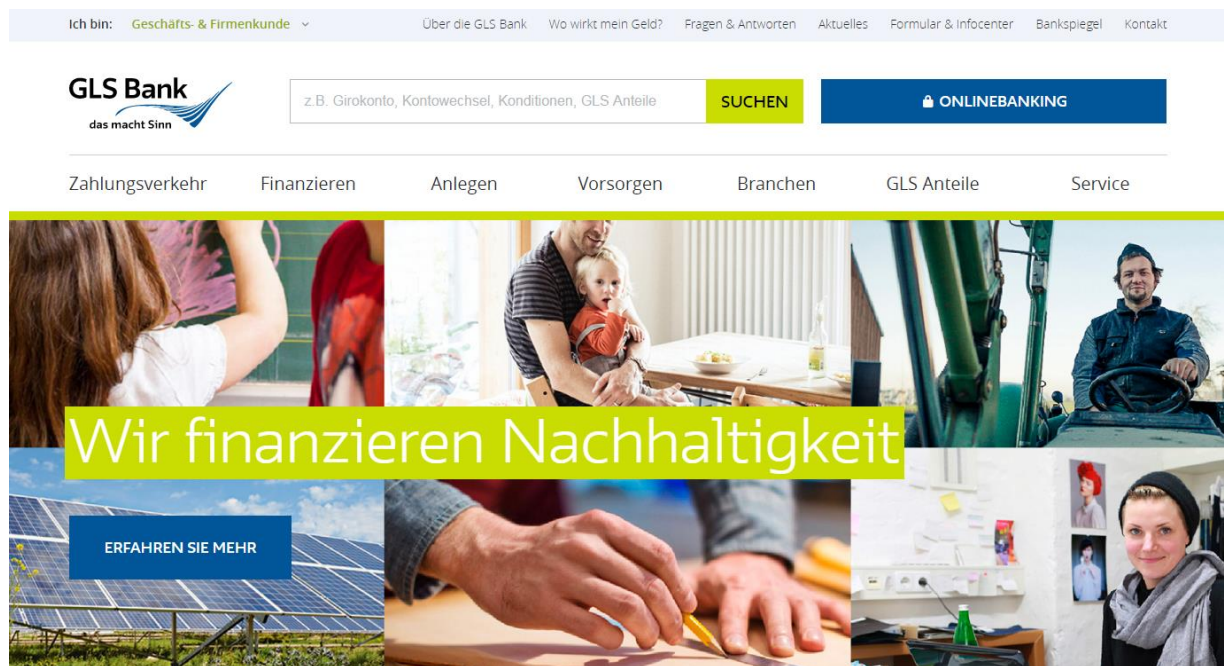 Ich bin: Geschäfts- & Firmenkunde Über die GLS Bank Wo wirkt mein Geld? Fragen & Antworten Aktuelles Formular & Infocenter Bankspiegel Kontakt
GLS Bank
das macht Sinn
z.B. Girokonto, Kontowechsel, Konditionen, GLS Anteile SUCHEN ONLINEBANKING
Zahlungsverkehr Finanzieren Anlegen Vorsorgen Branchen GLS Anteile Service
Wir finanzieren Nachhaltigkeit
ERFAHREN SIE MEHR